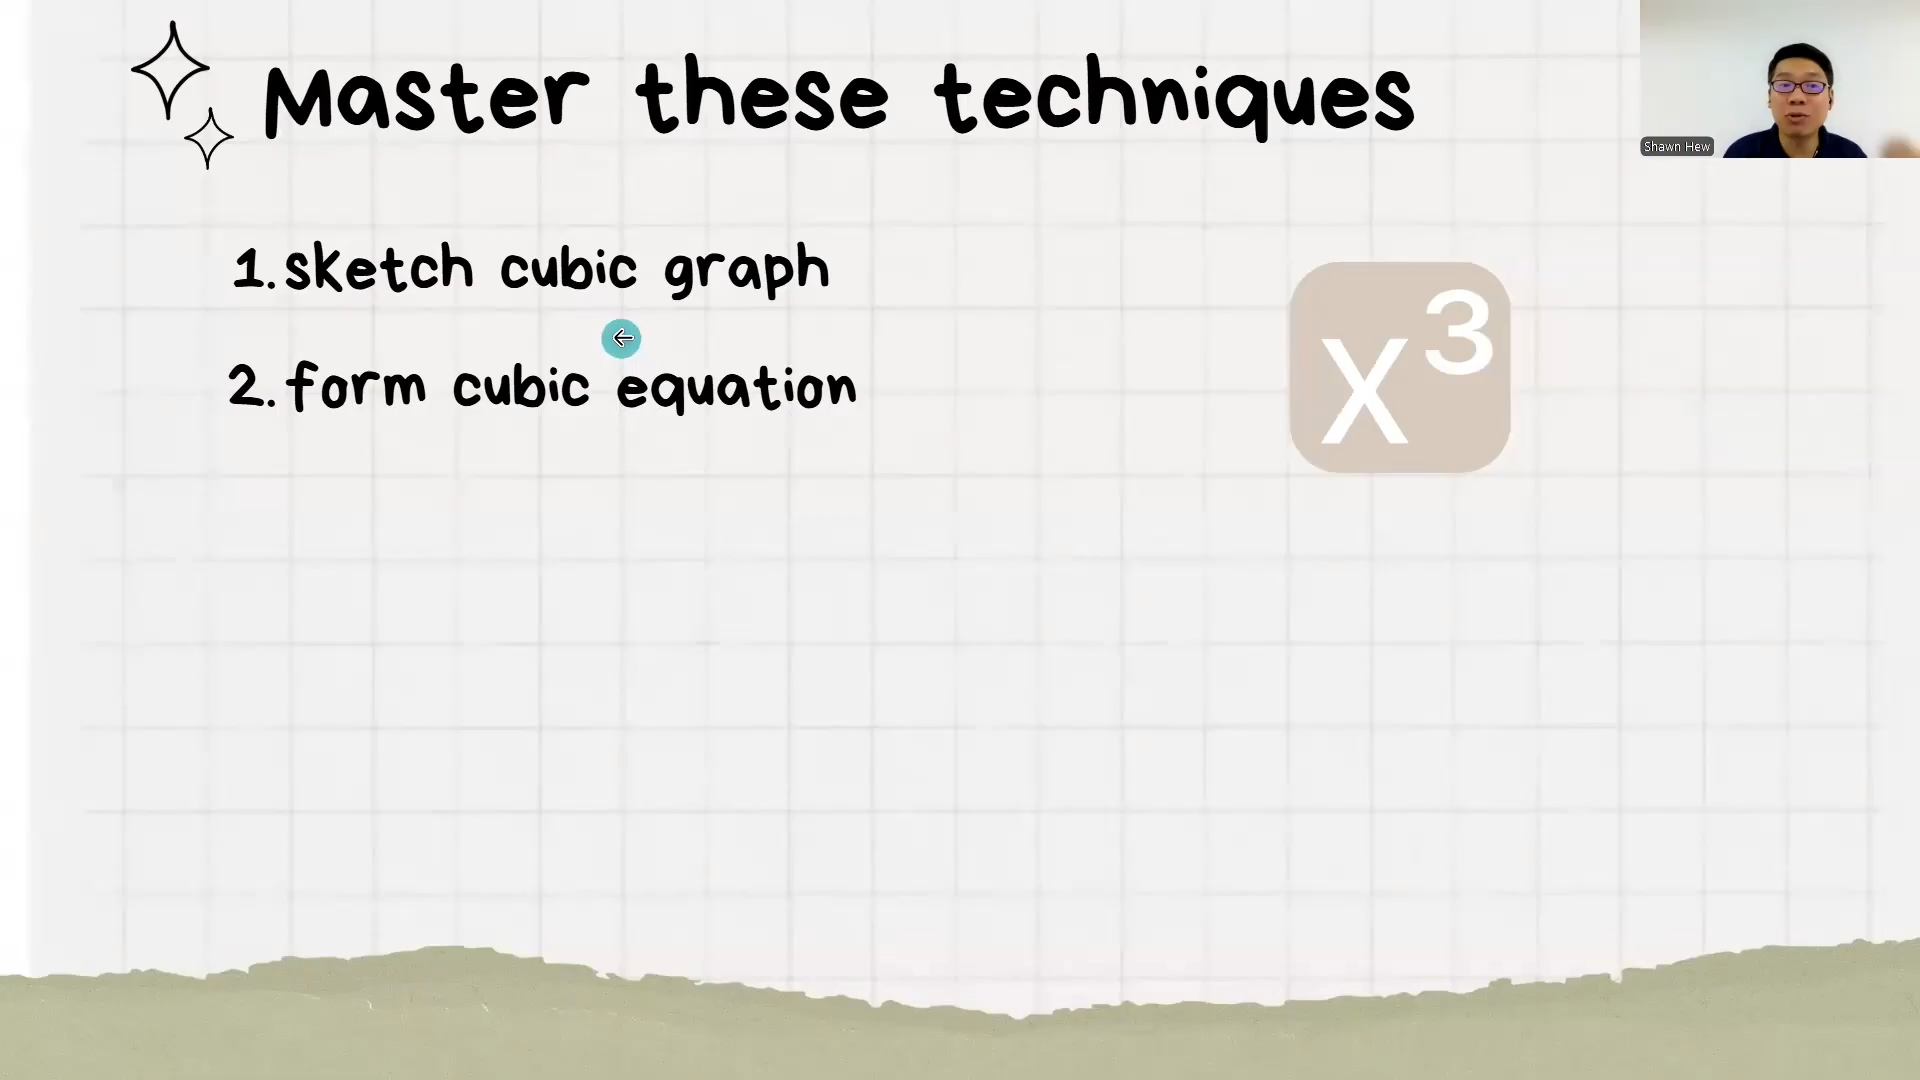 Master these techniques
Shawn Hew
1. sketch cubic graph
x³
2. form cubic equation